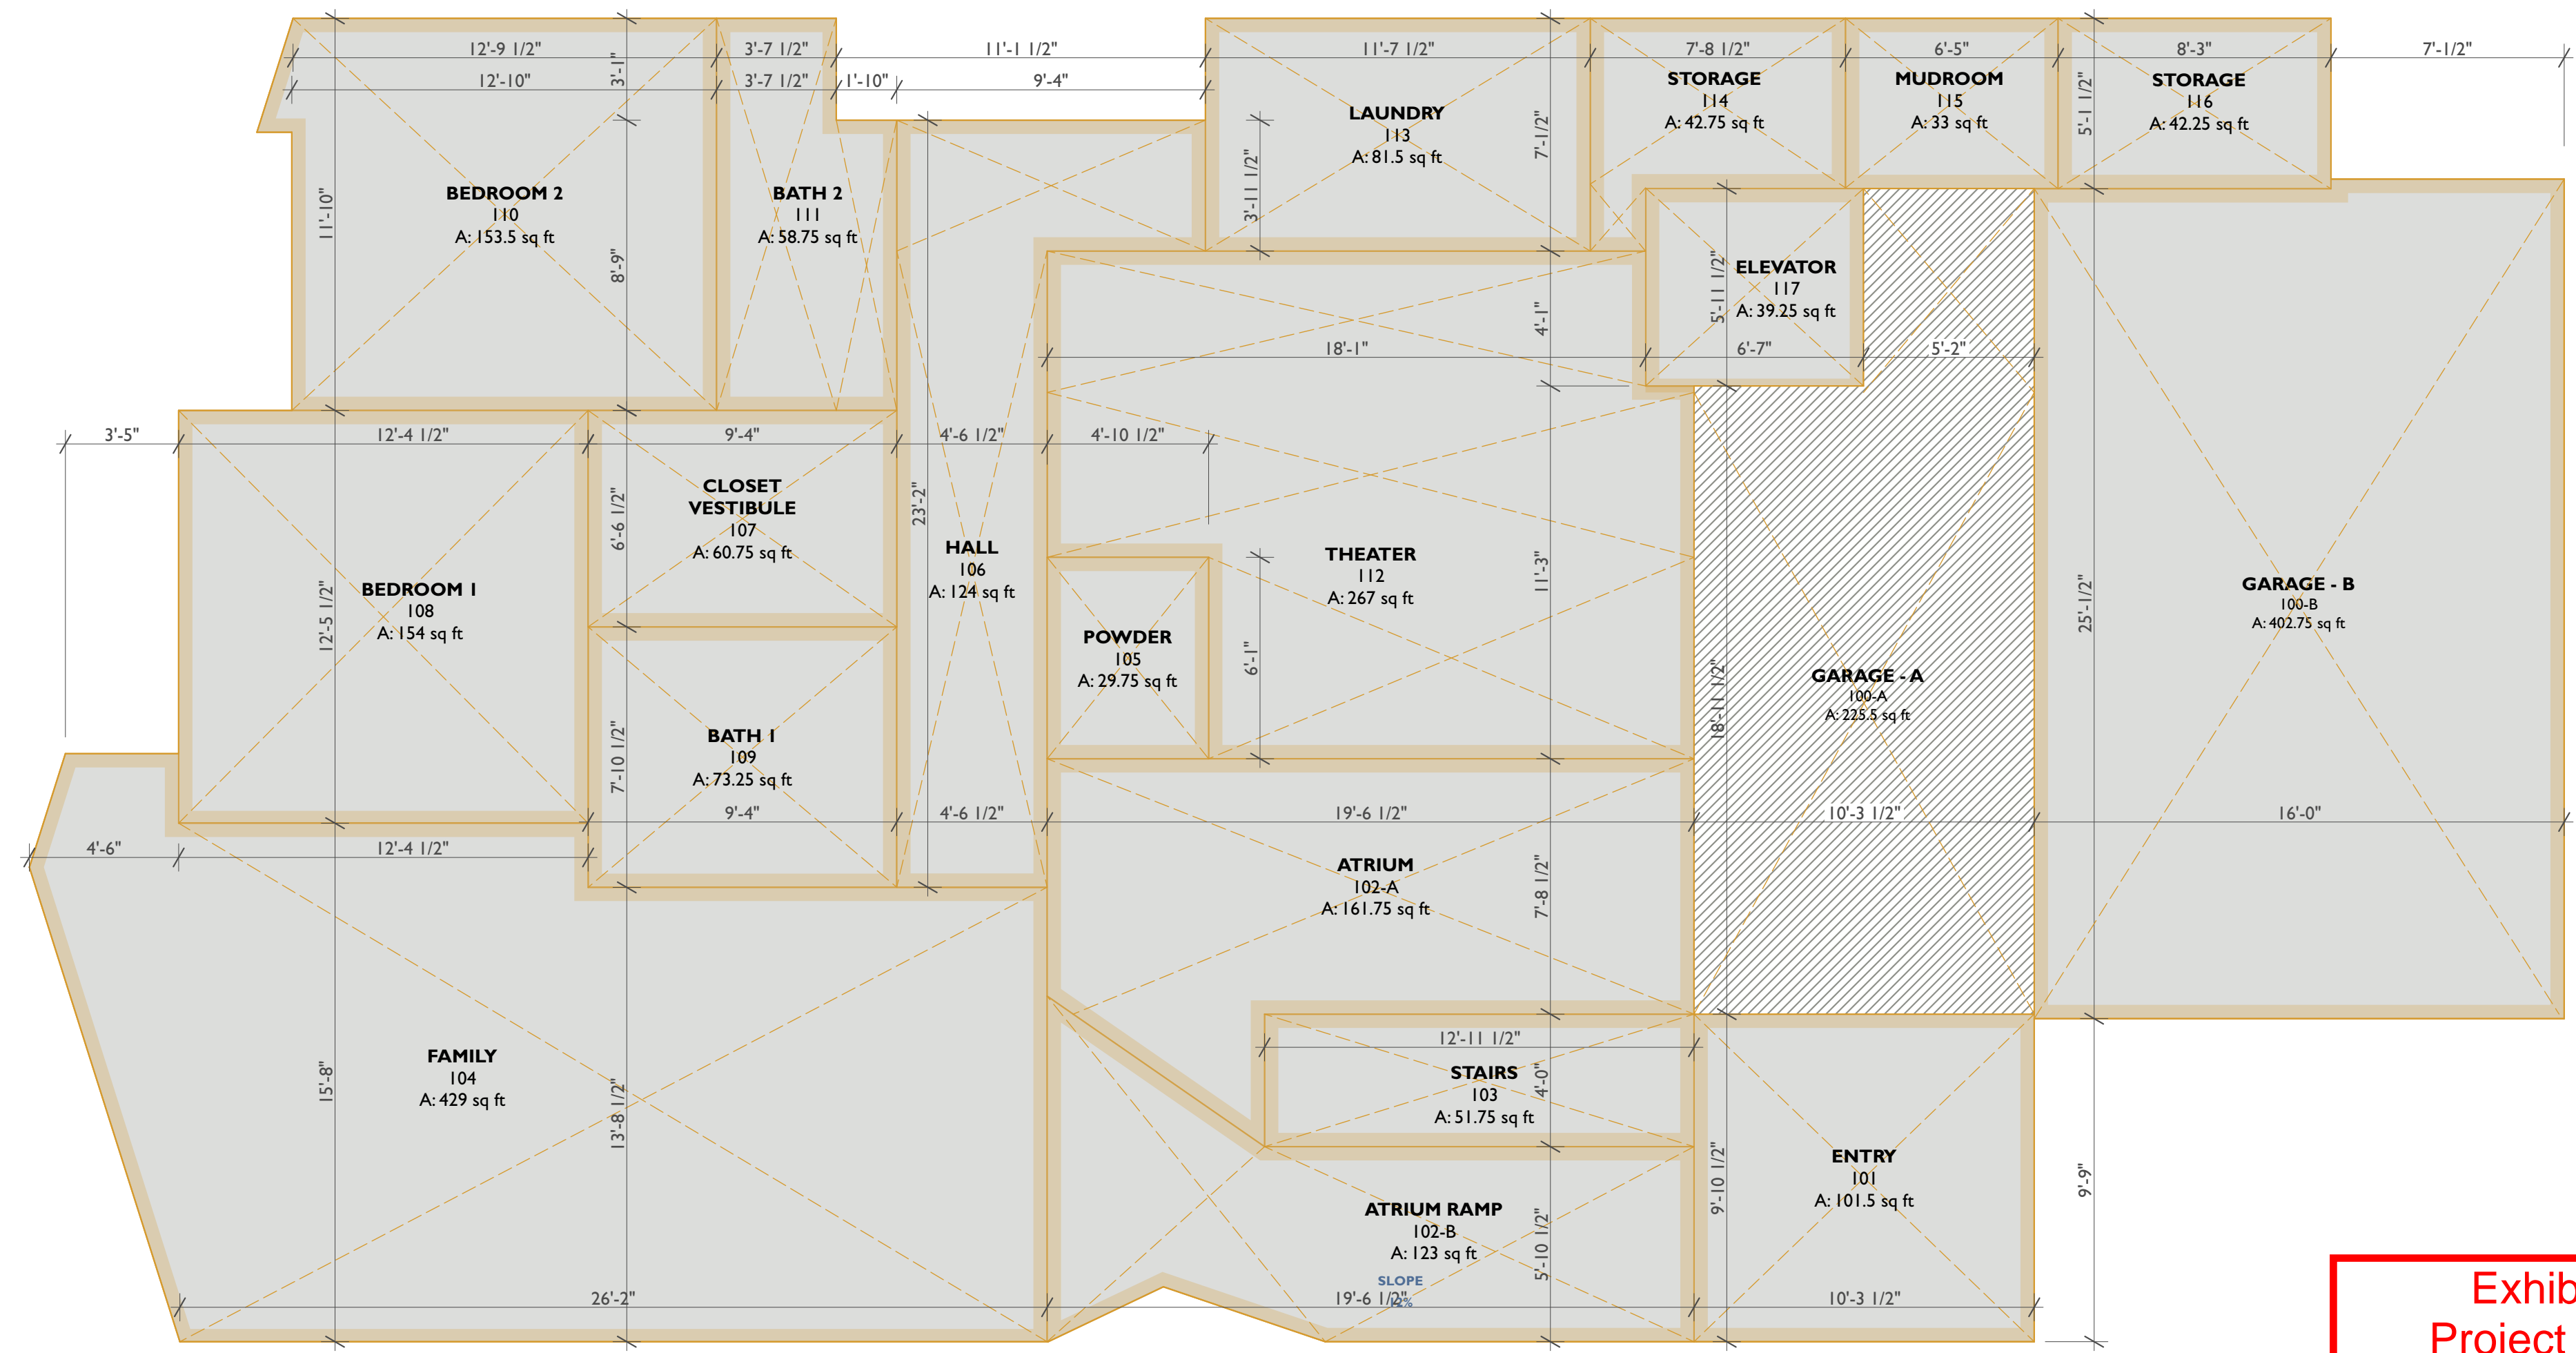 12'-9 1/2" 3'-7 1/2" 11'-1 1/2" 11'-7 1/2" 7'-8 1/2" 6'-5" 8'-3" 7'-1/2"
12'-10" 3'-7 1/2" 1'-10" 9'-4"
3'-1"
5'-1 1/2"
7'-1/2"
3'-11 1/2"
11'-10"
8'-9"
BEDROOM 2
110
A: 153.5 sq ft
BATH 2
111
A: 58.75 sq ft
LAUNDRY
113
A: 81.5 sq ft
STORAGE
114
A: 42.75 sq ft
MUDROOM
115
A: 33 sq ft
STORAGE
116
A: 42.25 sq ft
ELEVATOR
117
A: 39.25 sq ft
5'-11 1/2"
4'-1"
18'-1" 6'-7" 5'-2"
3'-5" 12'-4 1/2" 9'-4" 4'-6 1/2" 4'-10 1/2"
CLOSET
VESTIBULE
107
A: 60.75 sq ft
6'-6 1/2"
23'-2"
HALL
106
A: 124 sq ft
THEATER
112
A: 267 sq ft
11'-3"
BEDROOM 1
108
A: 154 sq ft
12'-5 1/2"
POWDER
105
A: 29.75 sq ft
6'-1"
GARAGE - A
100-A
A: 225.5 sq ft
18'-11 1/2"
GARAGE - B
100-B
A: 402.75 sq ft
25'-1/2"
BATH 1
109
A: 73.25 sq ft
7'-10 1/2"
9'-4" 4'-6 1/2" 19'-6 1/2" 10'-3 1/2" 16'-0"
4'-6" 12'-4 1/2"
ATRIUM
102-A
A: 161.75 sq ft
7'-8 1/2"
12'-11 1/2"
STAIRS
103
A: 51.75 sq ft
4'-0"
FAMILY
104
A: 429 sq ft
15'-8"
13'-8 1/2"
ENTRY
101
A: 101.5 sq ft
9'-10 1/2"
9'-9"
ATRIUM RAMP
102-B
A: 123 sq ft
5'-10 1/2"
SLOPE
12%
26'-2" 19'-6 1/2" 10'-3 1/2"
Exhib
Project